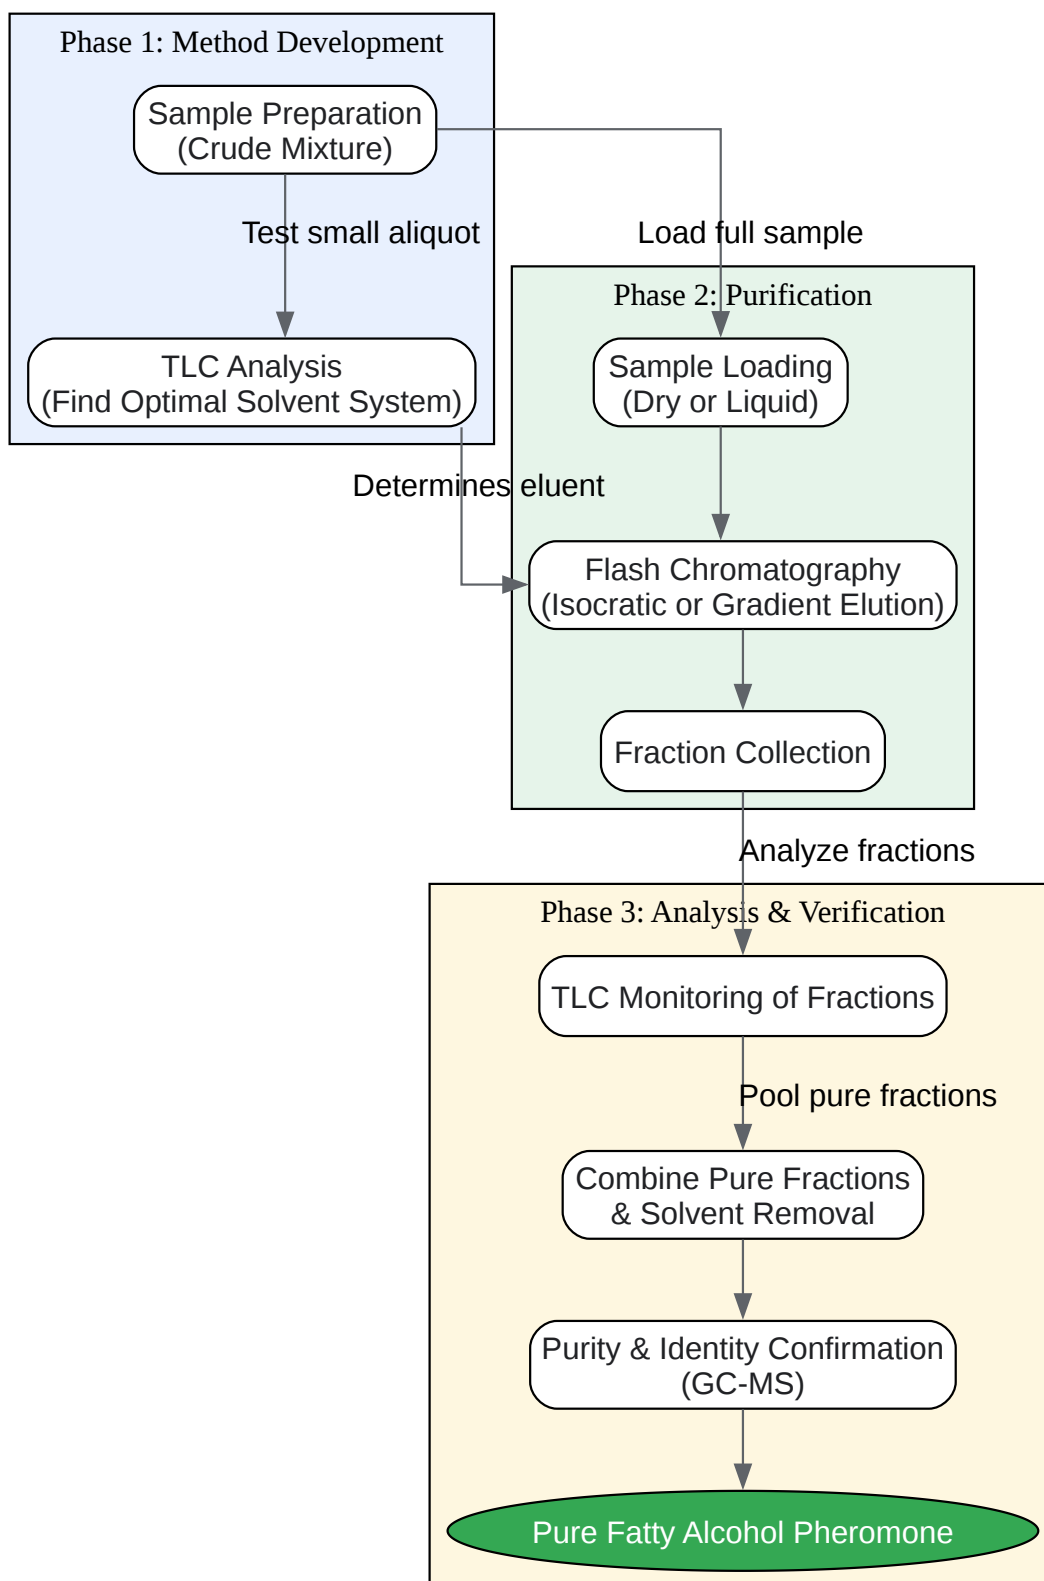 Phase 1: Method Development
Sample Preparation
(Crude Mixture)
Test small aliquot
Load full sample
Phase 2: Purification
TLC Analysis
(Find Optimal Solvent System)
Sample Loading
(Dry or Liquid)
Determines eluent
Flash Chromatography
(Isocratic or Gradient Elution)
Fraction Collection
Analyze fractions
Phase 3: Analysis & Verification
TLC Monitoring of Fractions
Pool pure fractions
Combine Pure Fractions
& Solvent Removal
Purity & Identity Confirmation
(GC-MS)
Pure Fatty Alcohol Pheromone